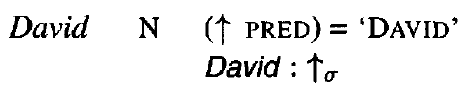 David N (↑ PRED) = ‘DAVID’
David : ↑σ